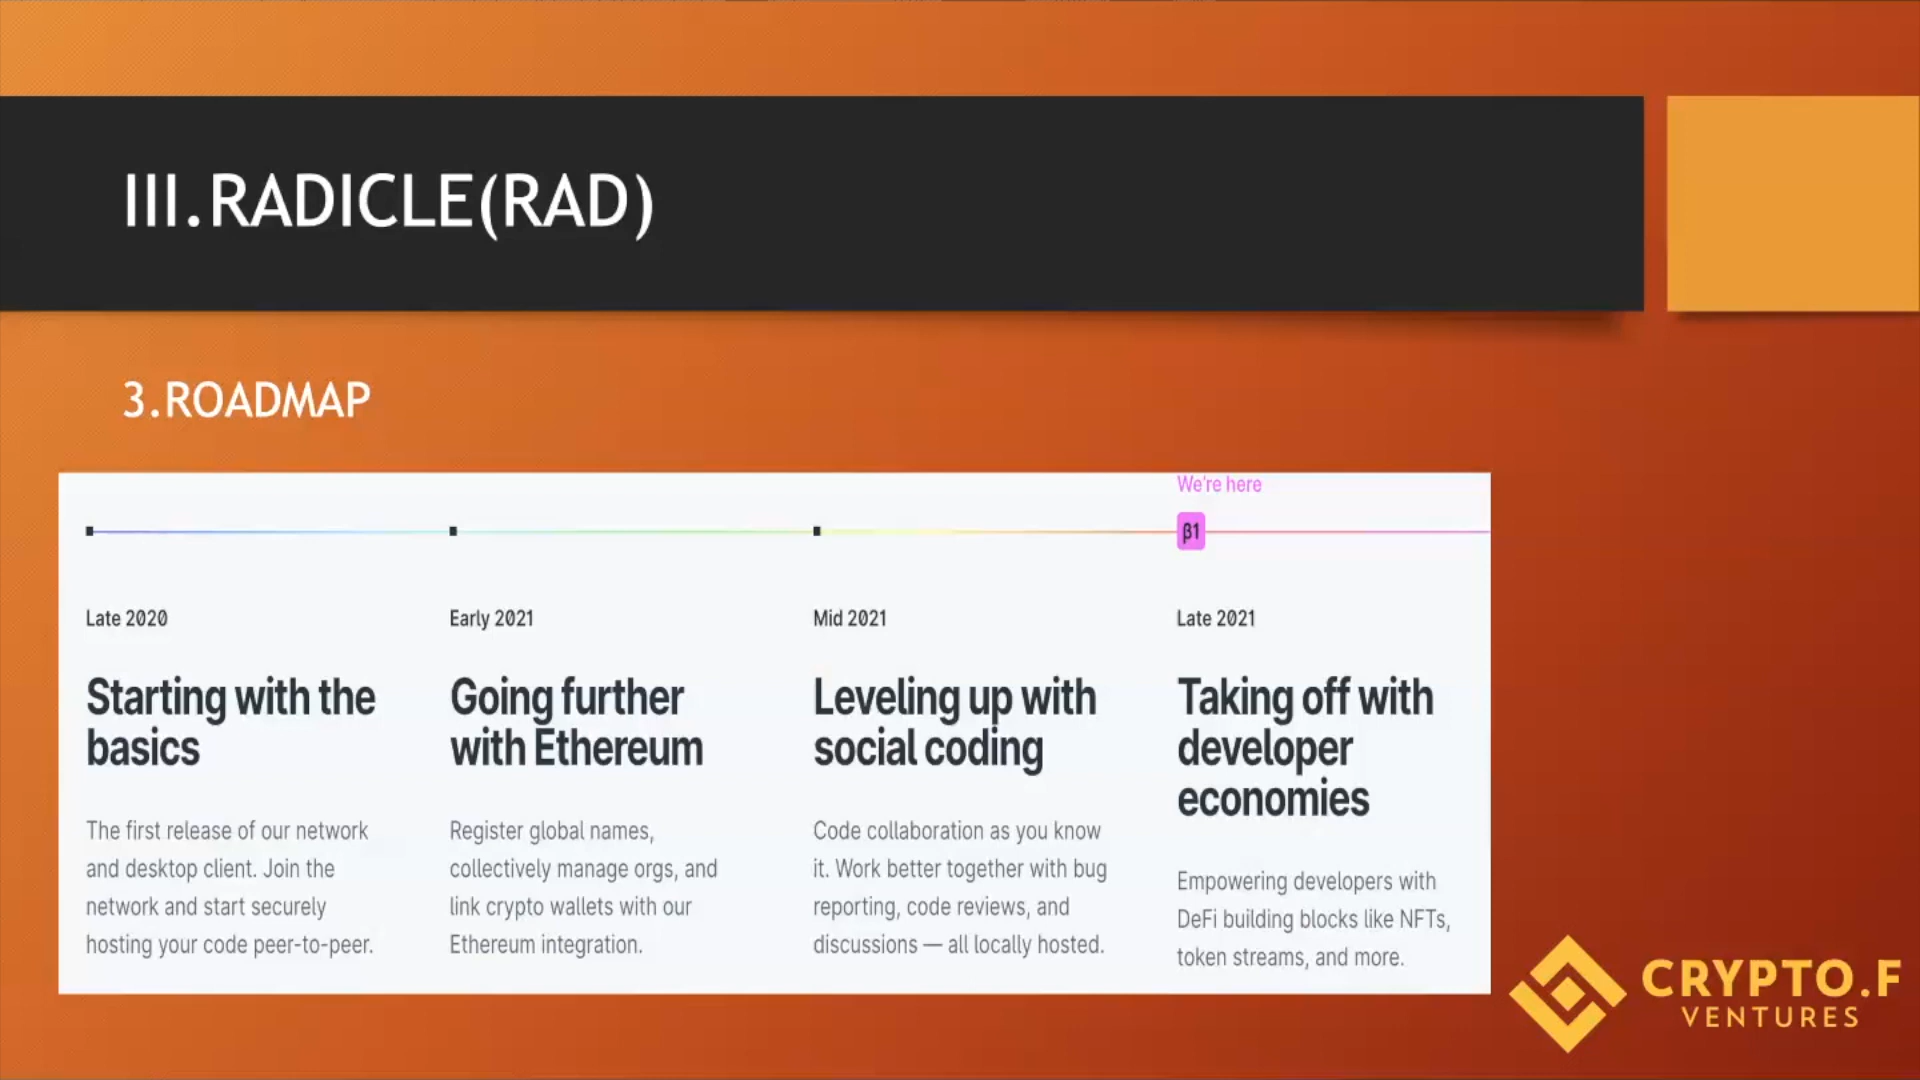 III.RADICLE(RAD)
3.ROADMAP
We're here
β1
Late 2020
Starting with the
basics
The first release of our network
and desktop client. Join the
network and start securely
hosting your code peer-to-peer.
Early 2021
Going further
with Ethereum
Register global names,
collectively manage orgs, and
link crypto wallets with our
Ethereum integration.
Mid 2021
Leveling up with
social coding
Code collaboration as you know
it. Work better together with bug
reporting, code reviews, and
discussions — all locally hosted.
Late 2021
Taking off with
developer
economies
Empowering developers with
DeFi building blocks like NFTs,
token streams, and more.
CRYPTO.F
VENTURES